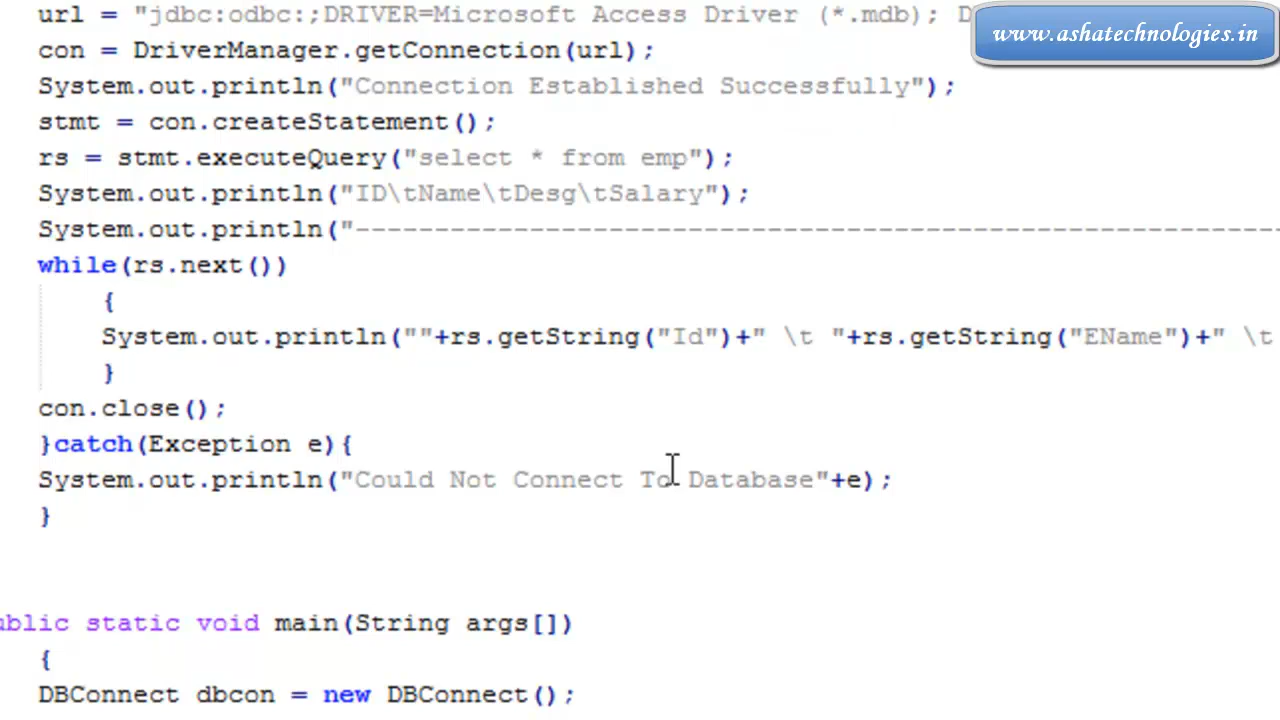 url = "jdbc:odbc:;DRIVER=Microsoft Access Driver (*.mdb); D
www.ashatechnologies.in
con = DriverManager.getConnection(url);
System.out.println("Connection Established Successfully");
stmt = con.createStatement();
rs = stmt.executeQuery("select * from emp");
System.out.println("ID\tName\tDesg\tSalary");
System.out.println("----------------------------------------------------------
while(rs.next())
{
System.out.println(""+rs.getString("Id")+" \t "+rs.getString("EName")+" \t
}
con.close();
}catch(Exception e){
System.out.println("Could Not Connect To Database"+e);
}
ublic static void main(String args[])
{
DBConnect dbcon = new DBConnect();